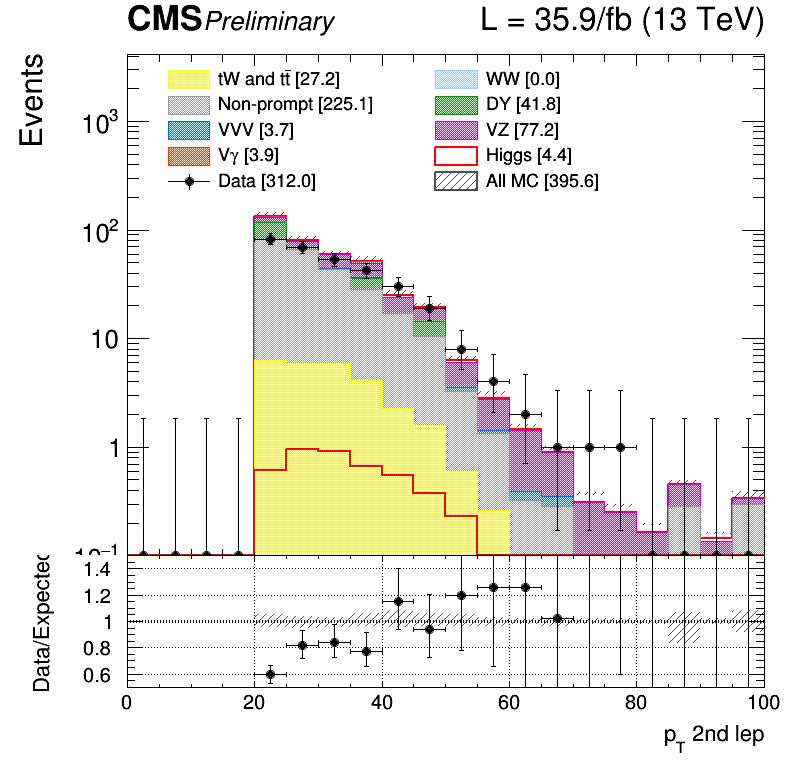 CMS Preliminary L = 35.9/fb (13 TeV)
Events
tW and tt̄ [27.2] WW [0.0]
Non-prompt [225.1] DY [41.8]
VVV [3.7] VZ [77.2]
Vγ [3.9] Higgs [4.4]
Data [312.0] All MC [395.6]
10³
10²
10
1
10⁻¹
Data/Expected
1.4
1.2
1
0.8
0.6
0 20 40 60 80 100
p_T 2nd lep